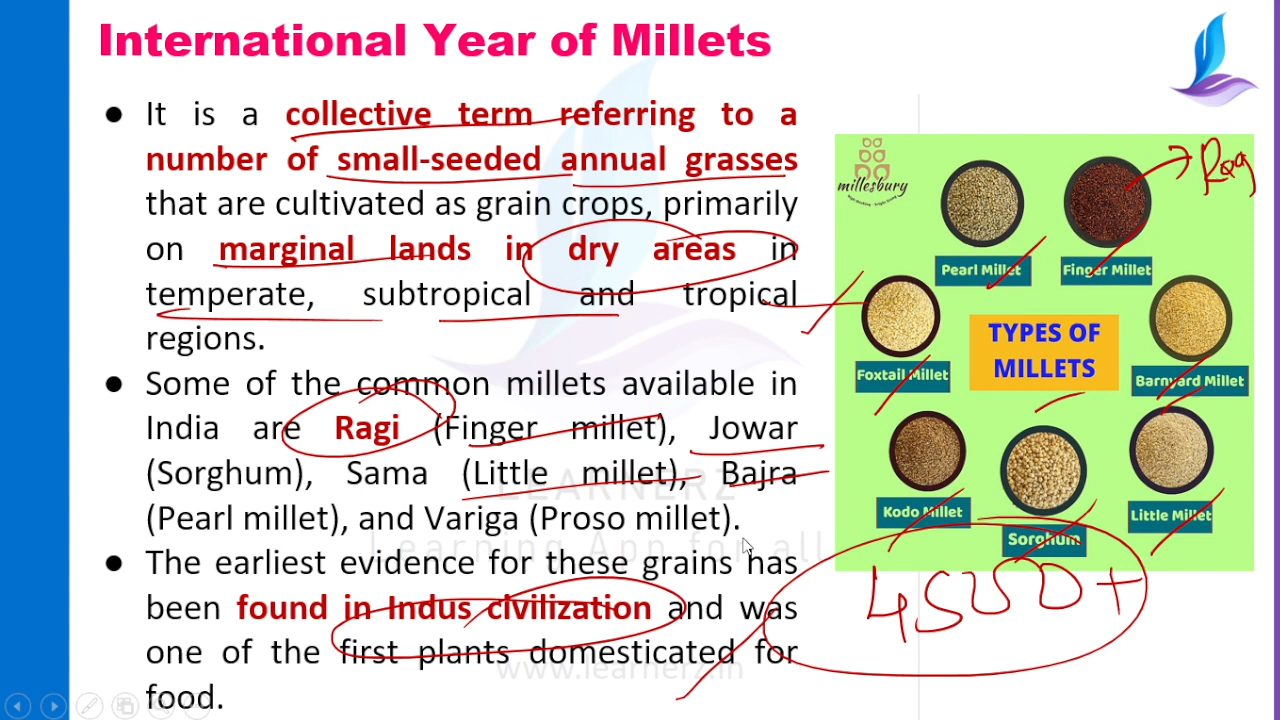 International Year of Millets
● It is a collective term referring to a
number of small-seeded annual grasses
that are cultivated as grain crops, primarily
on marginal lands in dry areas in
temperate, subtropical and tropical
regions.
● Some of the common millets available in
India are Ragi (Finger millet), Jowar
(Sorghum), Sama (Little millet), Bajra
(Pearl millet), and Variga (Proso millet).
● The earliest evidence for these grains has
been found in Indus civilization and was
one of the first plants domesticated for
food.
LEARNERZ
Learning App for all
www.learnerz.in
millesbury
Pearl Millet
Finger Millet
Foxtail Millet
TYPES OF
MILLETS
Barnyard Millet
Kodo Millet
Sorghum
Little Millet
4500+